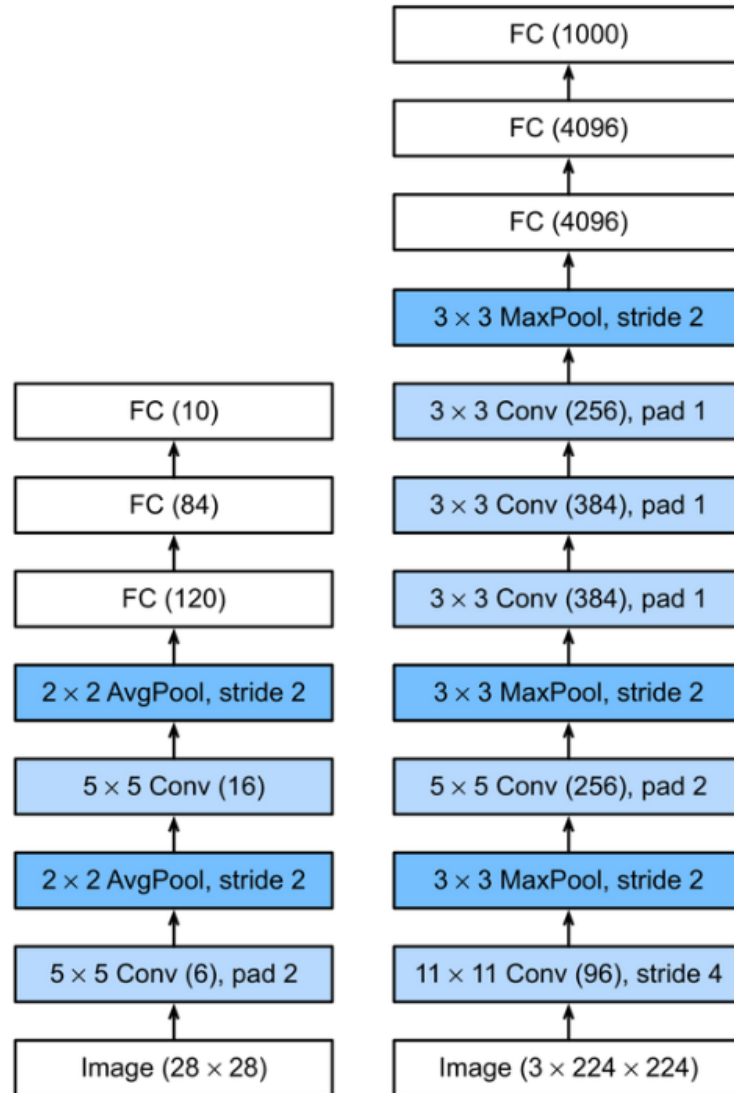 FC (10)
FC (84)
FC (120)
2 × 2 AvgPool, stride 2
5 × 5 Conv (16)
2 × 2 AvgPool, stride 2
5 × 5 Conv (6), pad 2
Image (28 × 28)
FC (1000)
FC (4096)
FC (4096)
3 × 3 MaxPool, stride 2
3 × 3 Conv (256), pad 1
3 × 3 Conv (384), pad 1
3 × 3 Conv (384), pad 1
3 × 3 MaxPool, stride 2
5 × 5 Conv (256), pad 2
3 × 3 MaxPool, stride 2
11 × 11 Conv (96), stride 4
Image (3 × 224 × 224)